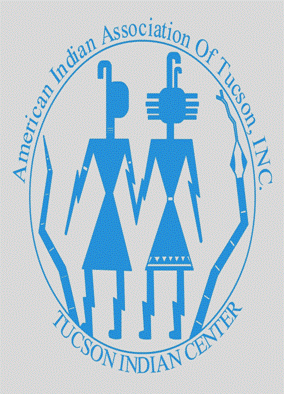 American Indian Association Of Tucson, INC.
TUCSON INDIAN CENTER